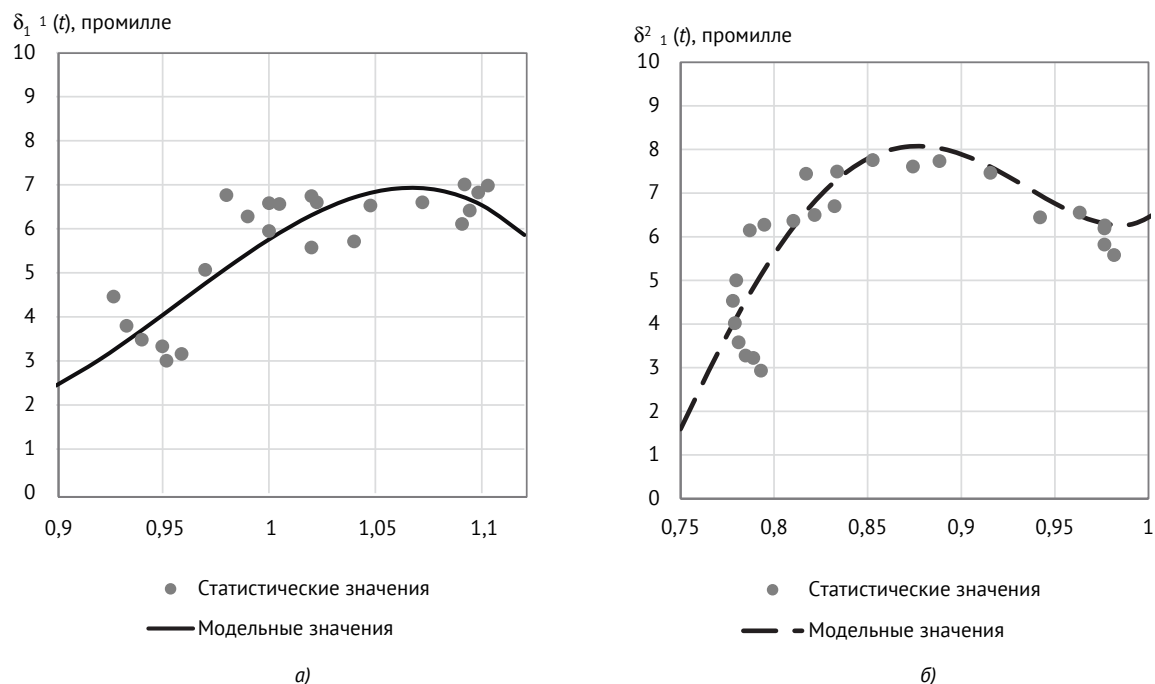 δ₁ ¹ (t), промилле
10
9
8
7
6
5
4
3
2
1
0
0,9 0,95 1 1,05 1,1
Статистические значения
Модельные значения
а)
δ² ₁ (t), промилле
10
9
8
7
6
5
4
3
2
1
0
0,75 0,8 0,85 0,9 0,95 1
Статистические значения
Модельные значения
б)